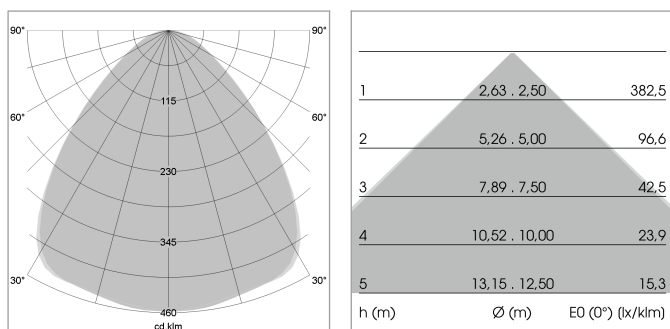 90° 90°
115
60° 60°
230
345
30° 30°
460
cd klm
1 2,63 . 2,50 382,5
2 5,26 . 5,00 96,6
3 7,89 . 7,50 42,5
4 10,52 . 10,00 23,9
5 13,15 . 12,50 15,3
h (m) Ø (m) E0 (0°) (lx/klm)